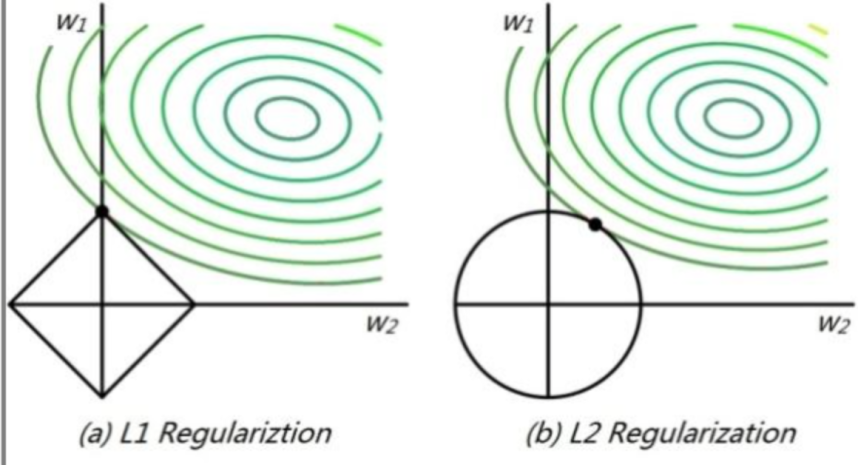 w1
w2
(a) L1 Regulariztion
w1
w2
(b) L2 Regularization